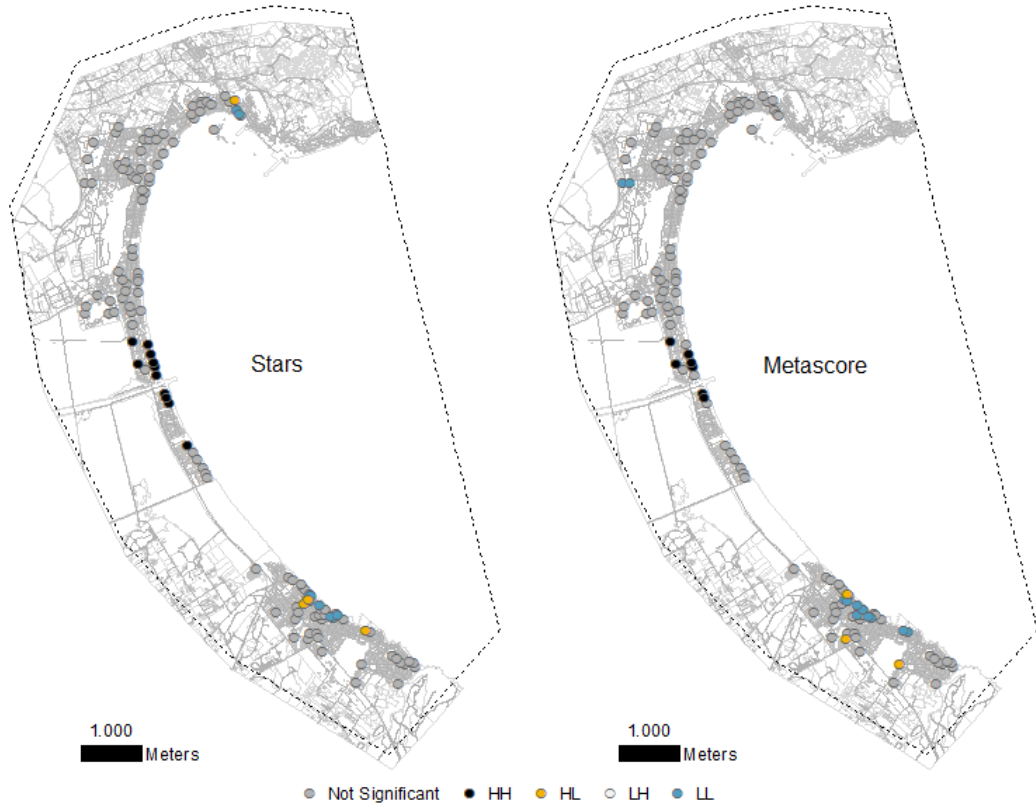 Stars
Metascore
1.000
Meters
1.000
Meters
Not Significant HH HL LH LL